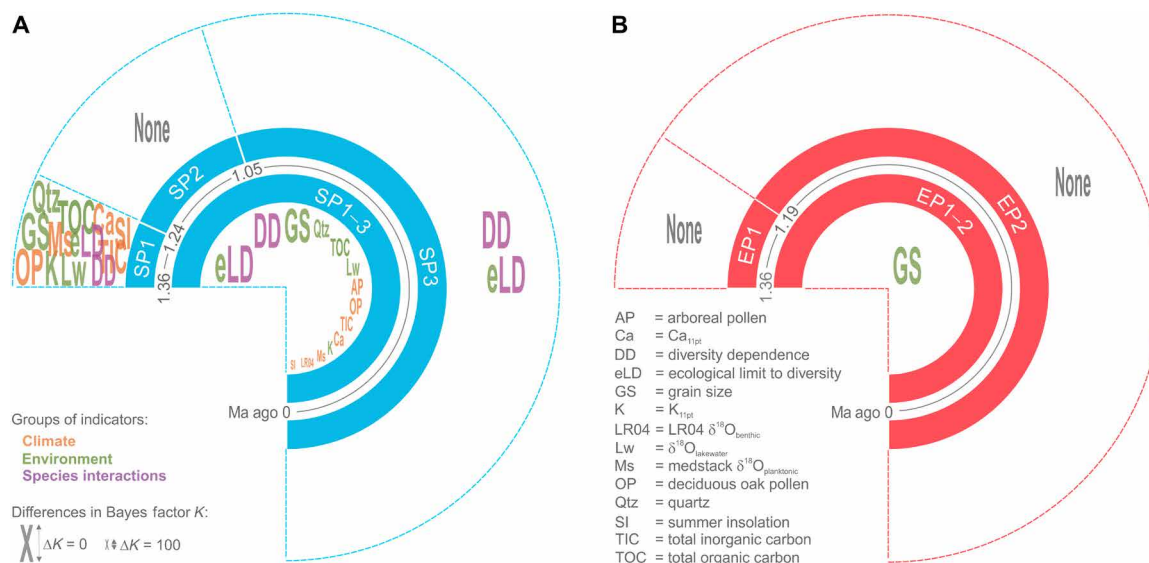 A
None
Qtz
TOC
Ca
GS
Ms
eLD
SI
TIC
OP
K
Lw
DD
SP1
SP2
SP3
SP1–3
1.36
1.24
1.05
Ma ago 0
eLD
DD
GS
Qtz
TOC
Lw
AP
OP
TIC
Ca
K
Ms
LR04
SI
DD
eLD
Groups of indicators:
Climate
Environment
Species interactions
Differences in Bayes factor K:
ΔK = 0 ΔK = 100
B
None
None
EP1
EP2
EP1–2
1.36
1.19
Ma ago 0
GS
AP = arboreal pollen
Ca = Ca11pt
DD = diversity dependence
eLD = ecological limit to diversity
GS = grain size
K = K11pt
LR04 = LR04 δ18Obenthic
Lw = δ18Olakewater
Ms = medstack δ18Oplanktonic
OP = deciduous oak pollen
Qtz = quartz
SI = summer insolation
TIC = total inorganic carbon
TOC = total organic carbon